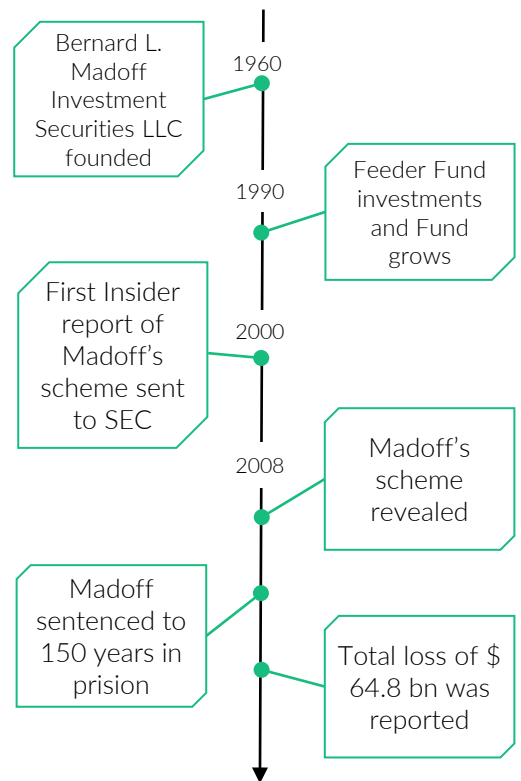 Bernard L.
Madoff
Investment
Securities LLC
founded
1960
1990
Feeder Fund
investments
and Fund
grows
First Insider
report of
Madoff's
scheme sent
to SEC
2000
2008
Madoff's
scheme
revealed
Madoff
sentenced to
150 years in
prision
Total loss of $
64.8 bn was
reported